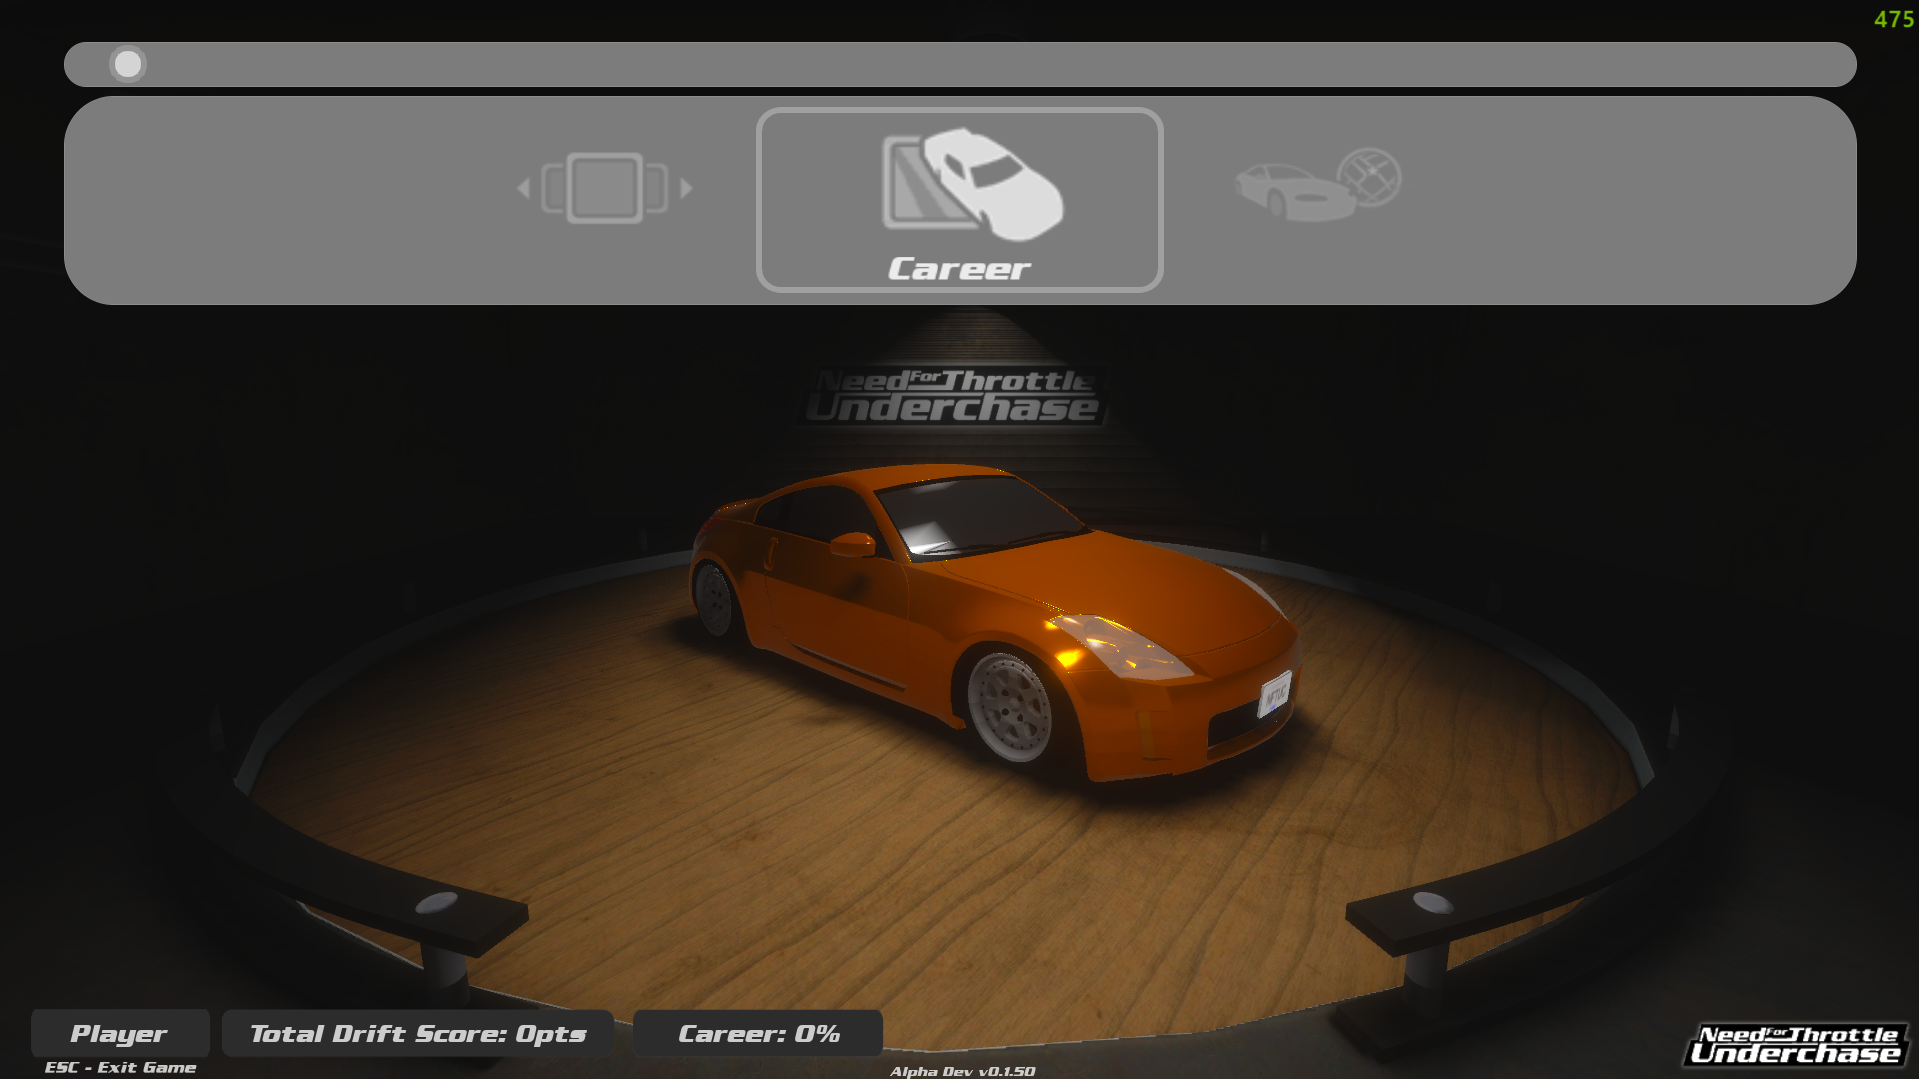 475
Career
Need For Throttle
Underchase
NFTUC
Player
Total Drift Score: 0pts
Career: 0%
ESC - Exit Game
Alpha Dev v0.1.50
Need For Throttle
Underchase